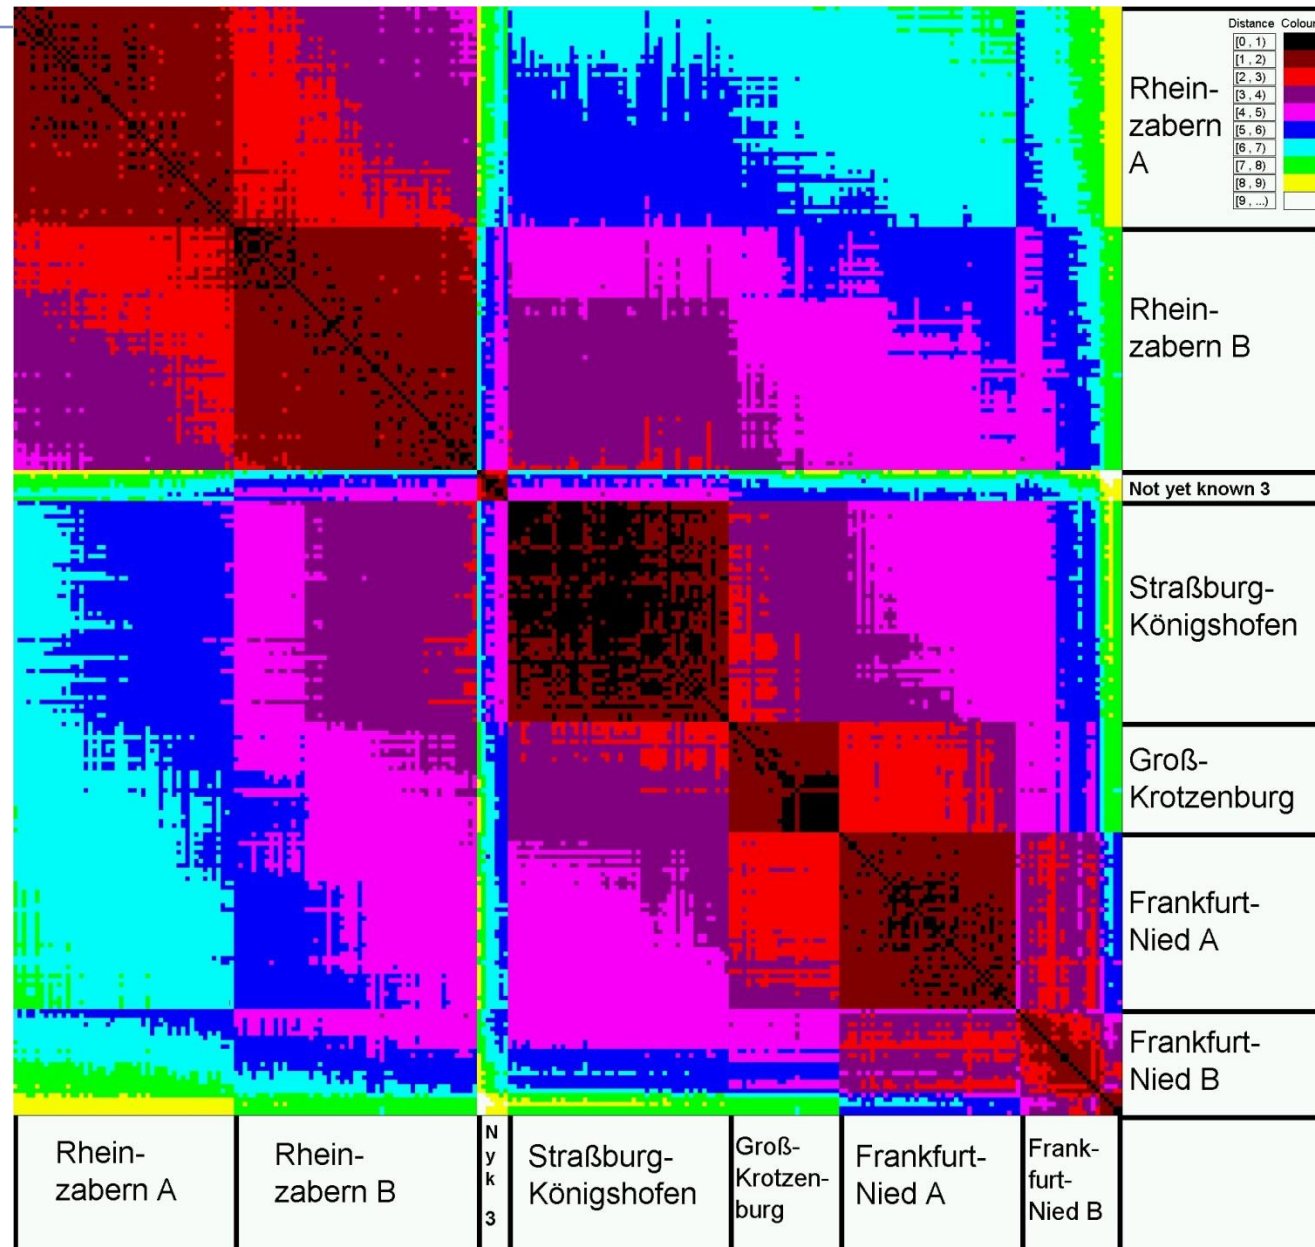 Distance Colour
[0 , 1)
[1 , 2)
[2 , 3)
[3 , 4)
[4 , 5)
[5 , 6)
[6 , 7)
[7 , 8)
[8 , 9)
[9 , ...)
Rhein-
zabern
A
Rhein-
zabern B
Not yet known 3
Straßburg-
Königshofen
Groß-
Krotzenburg
Frankfurt-
Nied A
Frankfurt-
Nied B
Rhein-
zabern A
Rhein-
zabern B
N
y
k
3
Straßburg-
Königshofen
Groß-
Krotzen-
burg
Frankfurt-
Nied A
Frank-
furt-
Nied B